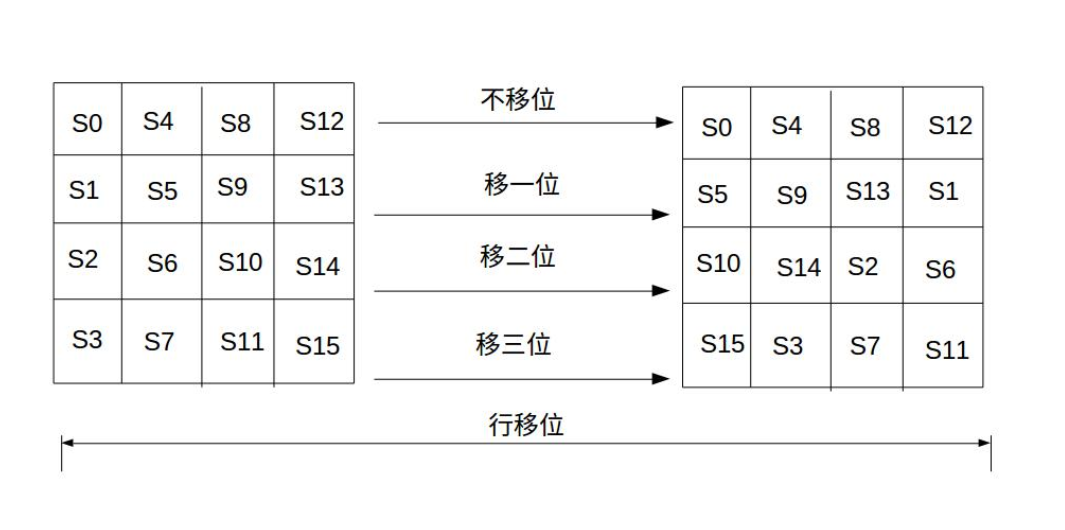 S0 S4 S8 S12 不移位 S0 S4 S8 S12
S1 S5 S9 S13 移一位 S5 S9 S13 S1
S2 S6 S10 S14 移二位 S10 S14 S2 S6
S3 S7 S11 S15 移三位 S15 S3 S7 S11
行移位